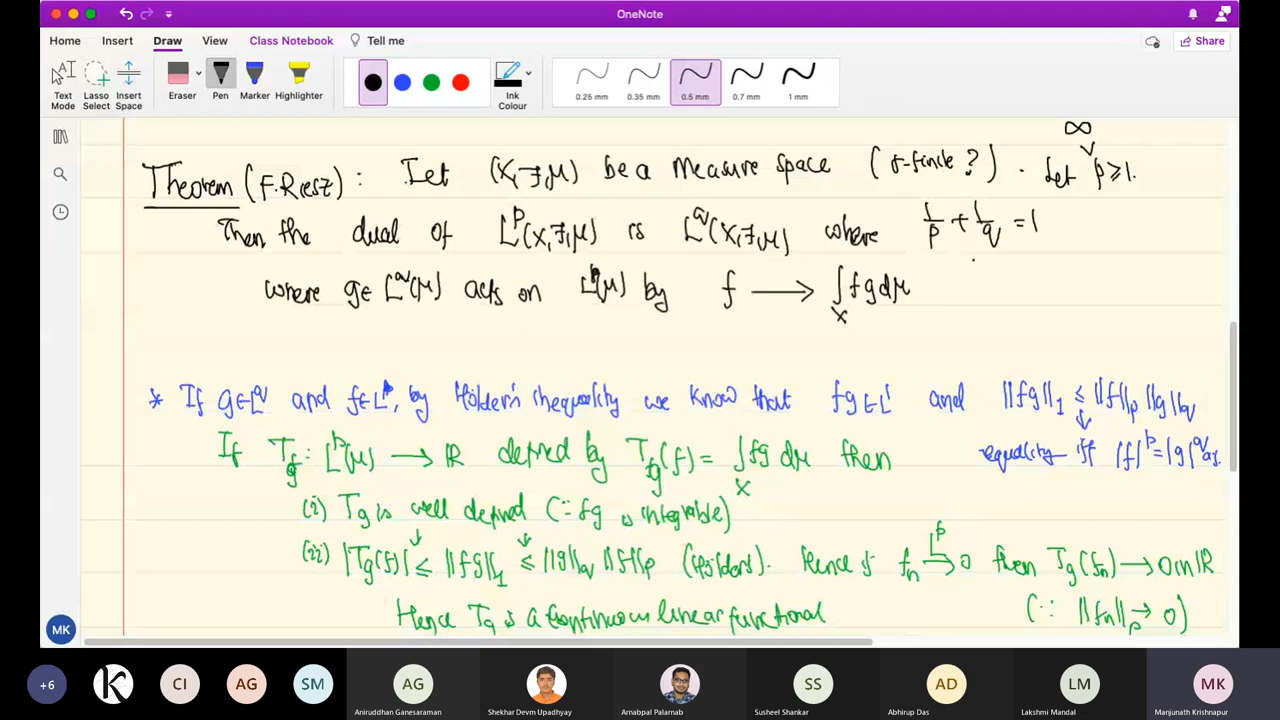 OneNote
Home Insert Draw View Class Notebook Tell me Share
Text Mode Lasso Select Insert Space Eraser Pen Marker Highlighter Ink Colour 0.25 mm 0.35 mm 0.5 mm 0.7 mm 1 mm
∞
Theorem (F. Riesz) : Let (X, F, μ) be a measure space (σ-finite?) . Let p ≥ 1.
Then the dual of L^p(X, F, μ) is L^q(X, F, μ) where 1/p + 1/q = 1
where g ∈ L^q(μ) acts on L^p(μ) by f ⟶ ∫_X fg dμ
* If g ∈ L^q and f ∈ L^p, by Hölder's inequality we know that fg ∈ L^1 and ||fg||_1 ≤ ||f||_p ||g||_q
equality iff |f|^p = |g|^q a.s.
If T_g : L^p(μ) ⟶ ℝ defined by T_g(f) = ∫_X fg dμ then
(i) T_g is well defined (∵ fg is integrable)
(ii) |T_g(f)| ≤ ||fg||_1 ≤ ||g||_q ||f||_p (Hölders). Hence if f_n ⟶^{L^p} 0 then T_g(f_n) ⟶ 0 in ℝ
Hence T_g is a continuous linear functional (∵ ||f_n||_p → 0)
MK
+6 K CI AG SM AG SS AD LM MK
Aniruddhan Ganesaraman Shekhar Devm Upadhyay Arnabpal Palarnab Susheel Shankar Abhirup Das Lakshmi Mandal Manjunath Krishnapur